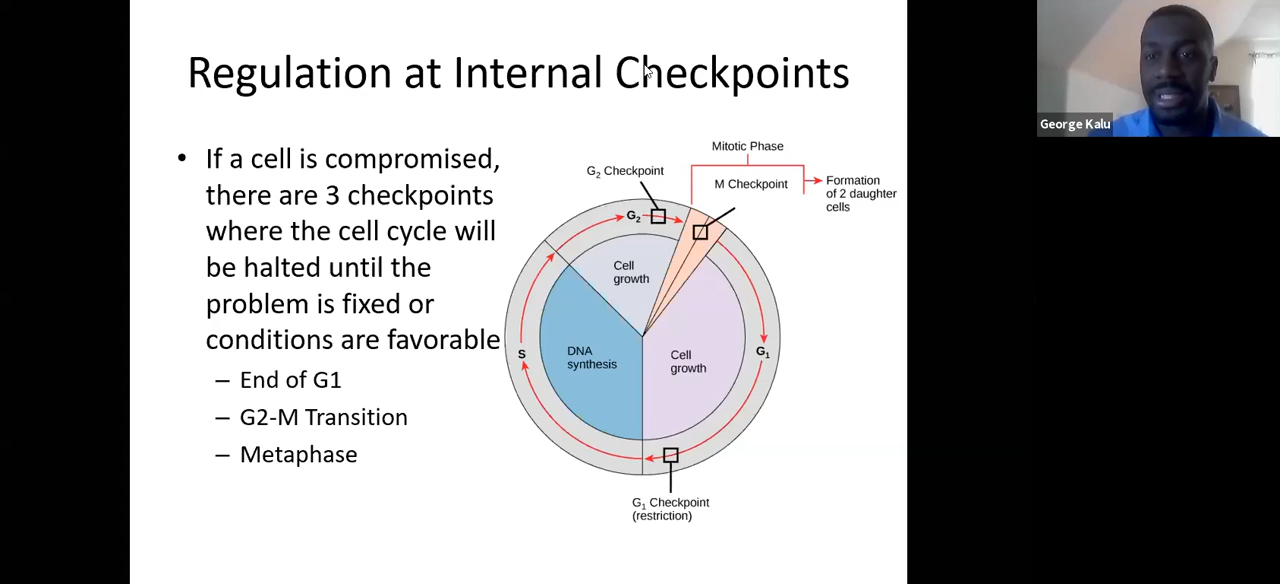 Regulation at Internal Checkpoints
George Kalu
• If a cell is compromised,
there are 3 checkpoints
where the cell cycle will
be halted until the
problem is fixed or
conditions are favorable
– End of G1
– G2-M Transition
– Metaphase
Mitotic Phase
G₂ Checkpoint
M Checkpoint
Formation
of 2 daughter
cells
G₂
Cell
growth
S
DNA
synthesis
Cell
growth
G₁
G₁ Checkpoint
(restriction)